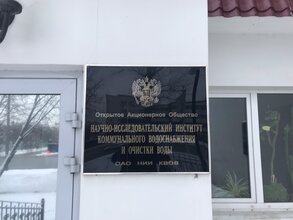 Открытое Акционерное Общество
НАУЧНО-ИССЛЕДОВАТЕЛЬСКИЙ ИНСТИТУТ
КОММУНАЛЬНОГО ВОДОСНАБЖЕНИЯ
И ОЧИСТКИ ВОДЫ
ОАО НИИ КВОВ